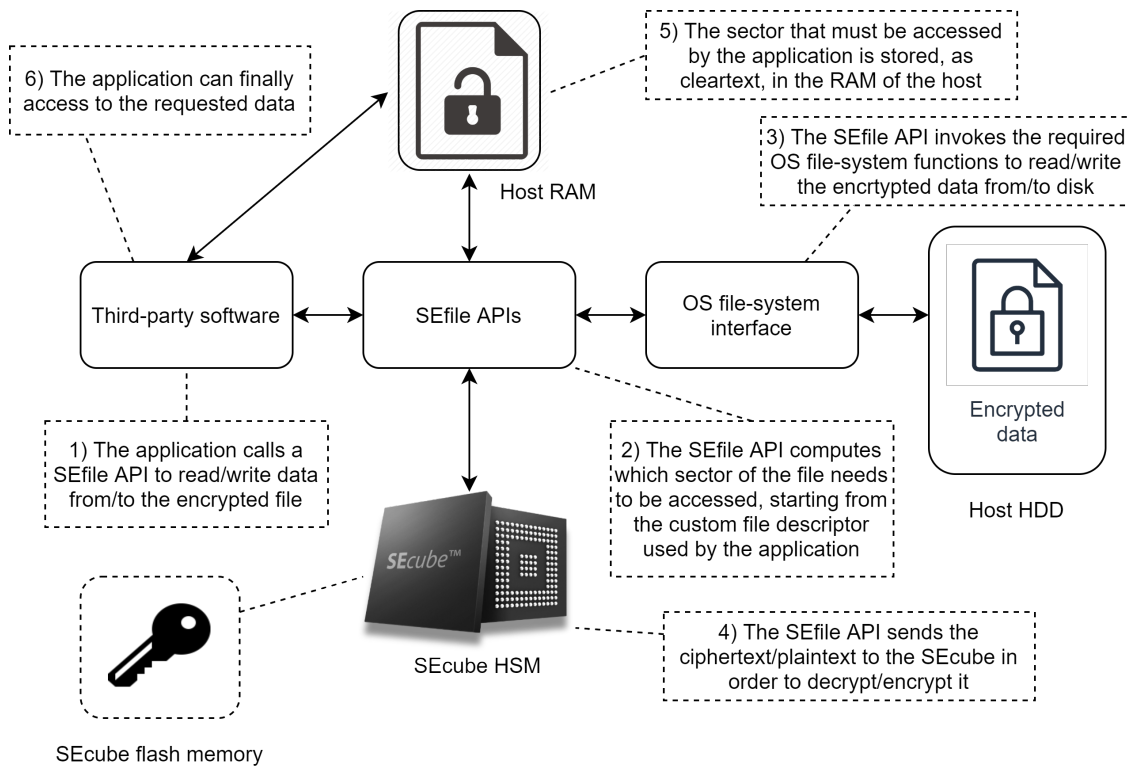 5) The sector that must be accessed
by the application is stored, as
cleartext, in the RAM of the host
6) The application can finally
access to the requested data
3) The SEfile API invokes the required
OS file-system functions to read/write
the encrtypted data from/to disk
Host RAM
Third-party software
SEfile APIs
OS file-system
interface
Encrypted
data
Host HDD
1) The application calls a
SEfile API to read/write data
from/to the encrypted file
2) The SEfile API computes
which sector of the file needs
to be accessed, starting from
the custom file descriptor
used by the application
SEcube™
SEcube HSM
4) The SEfile API sends the
ciphertext/plaintext to the SEcube in
order to decrypt/encrypt it
SEcube flash memory